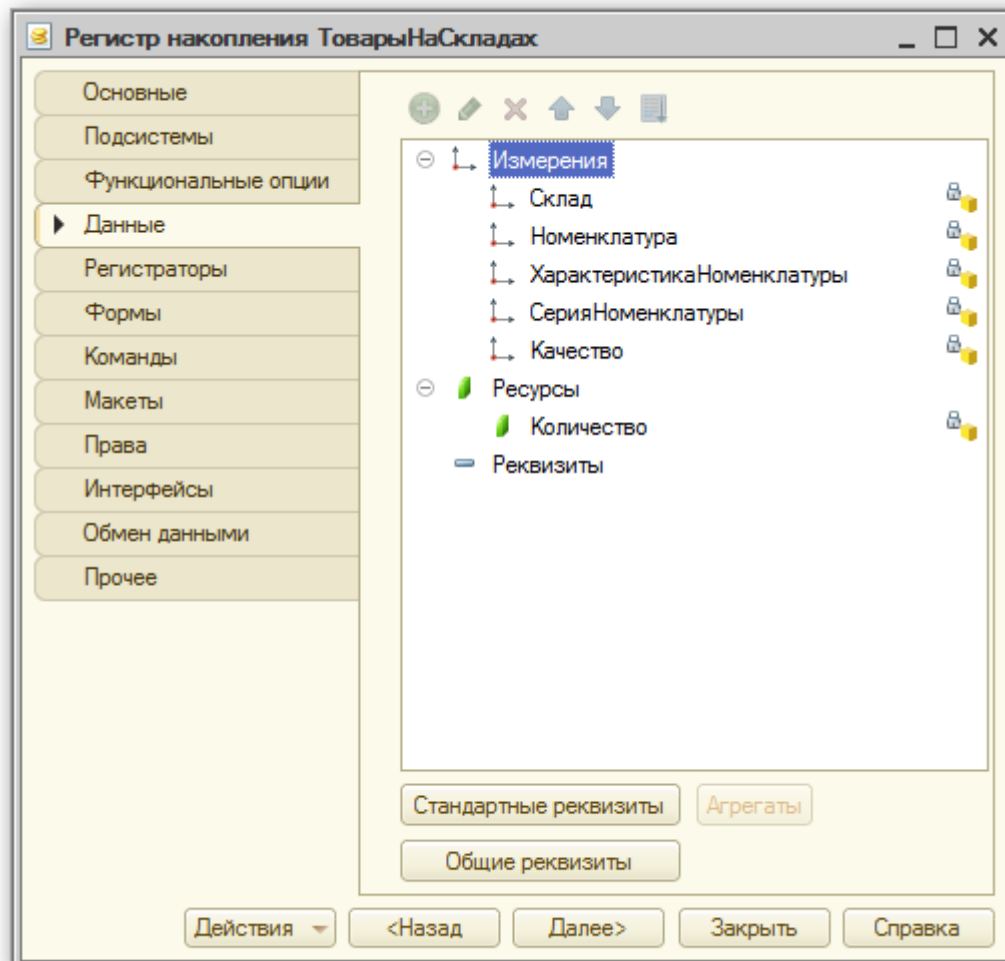 Регистр накопления ТоварыНаСкладах
Основные
Подсистемы
Функциональные опции
Данные
Регистраторы
Формы
Команды
Макеты
Права
Интерфейсы
Обмен данными
Прочее
Измерения
Склад
Номенклатура
ХарактеристикаНоменклатуры
СерияНоменклатуры
Качество
Ресурсы
Количество
Реквизиты
Стандартные реквизиты Агрегаты
Общие реквизиты
Действия <Назад Далее> Закрыть Справка